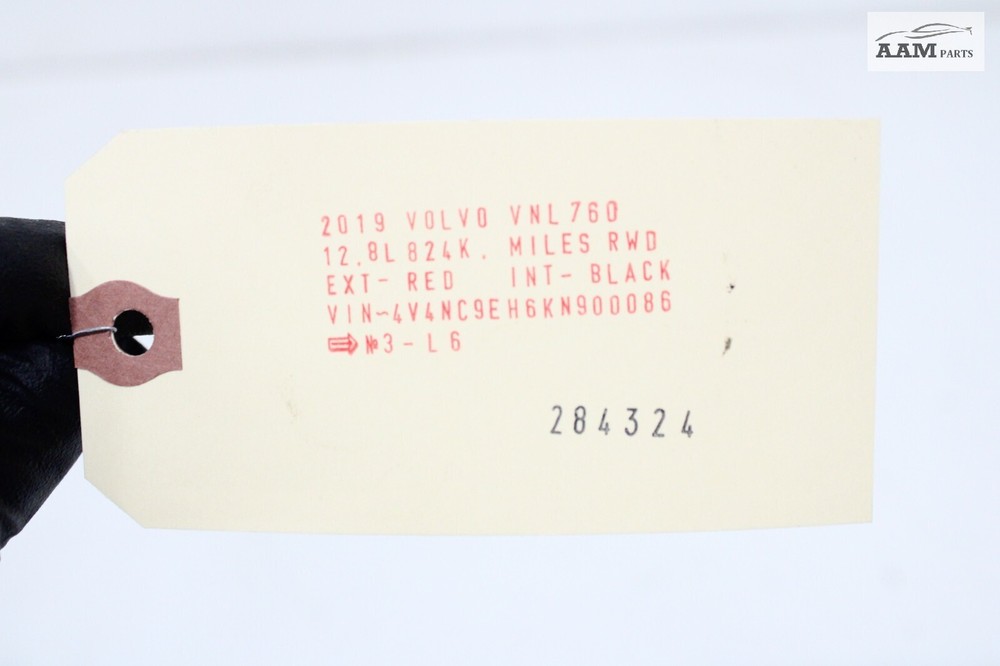 AAM PARTS
2019 VOLVO VNL760
12.8L 824K. MILES RWD
EXT- RED INT- BLACK
VIN~4V4NC9EH6KN900086
⇨№3-L6
284324